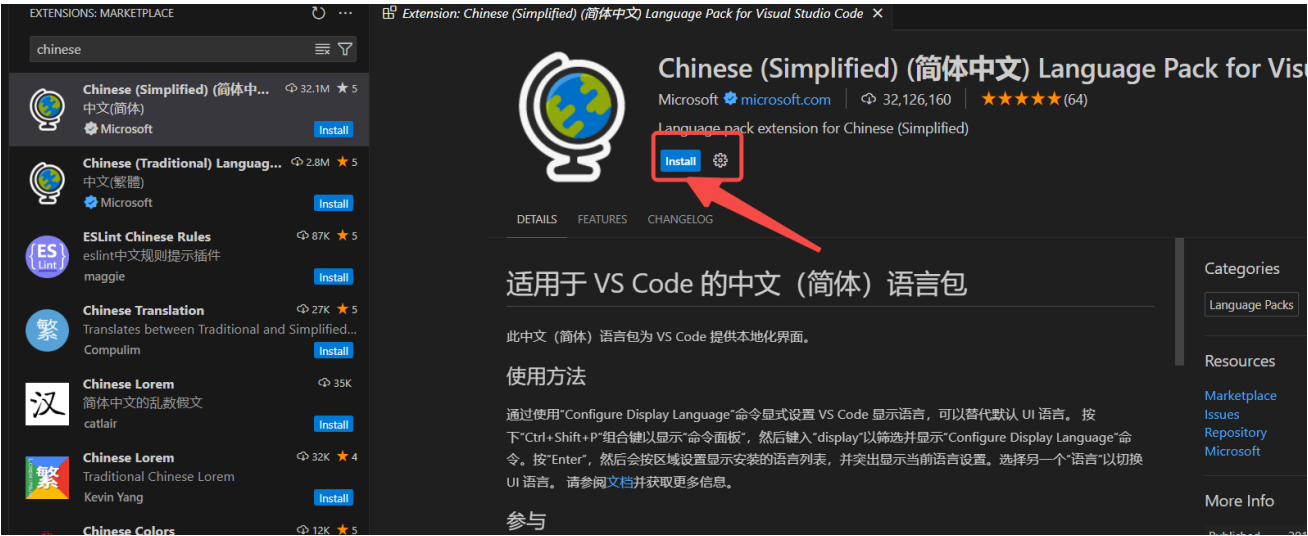 EXTENSIONS: MARKETPLACE
chinese
Chinese (Simplified) (简体中... 32.1M ★ 5
中文(简体)
Microsoft
Install
Chinese (Traditional) Languag... 2.8M ★ 5
中文(繁體)
Microsoft
Install
ESLint Chinese Rules 87K ★ 5
eslint中文规则提示插件
maggie
Install
Chinese Translation 27K ★ 5
Translates between Traditional and Simplified...
Compulim
Install
Chinese Lorem 35K
简体中文的乱数假文
catlair
Install
Chinese Lorem 32K ★ 4
Traditional Chinese Lorem
Kevin Yang
Install
Chinese Colors 12K ★ 5
{ES}
Lint
繁
汉
繁
Extension: Chinese (Simplified) (简体中文) Language Pack for Visual Studio Code
Chinese (Simplified) (简体中文) Language Pack for Visu
Microsoft microsoft.com 32,126,160 ★★★★★(64)
Language pack extension for Chinese (Simplified)
Install
DETAILS FEATURES CHANGELOG
适用于 VS Code 的中文（简体）语言包
此中文（简体）语言包为 VS Code 提供本地化界面。
使用方法
通过使用“Configure Display Language”命令显式设置 VS Code 显示语言，可以替代默认 UI 语言。 按
下“Ctrl+Shift+P”组合键以显示“命令面板”，然后键入“display”以筛选并显示“Configure Display Language”命
令。按“Enter”，然后会按区域设置显示安装的语言列表，并突出显示当前语言设置。选择另一个“语言”以切换
UI 语言。 请参阅文档并获取更多信息。
参与
Categories
Language Packs
Resources
Marketplace
Issues
Repository
Microsoft
More Info
Published